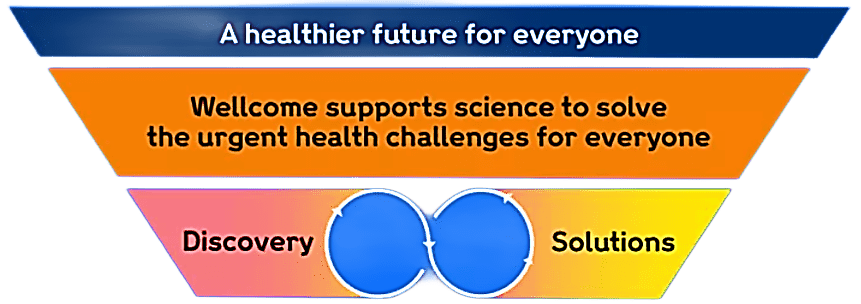 A healthier future for everyone
Wellcome supports science to solve
the urgent health challenges for everyone
Discovery
Solutions